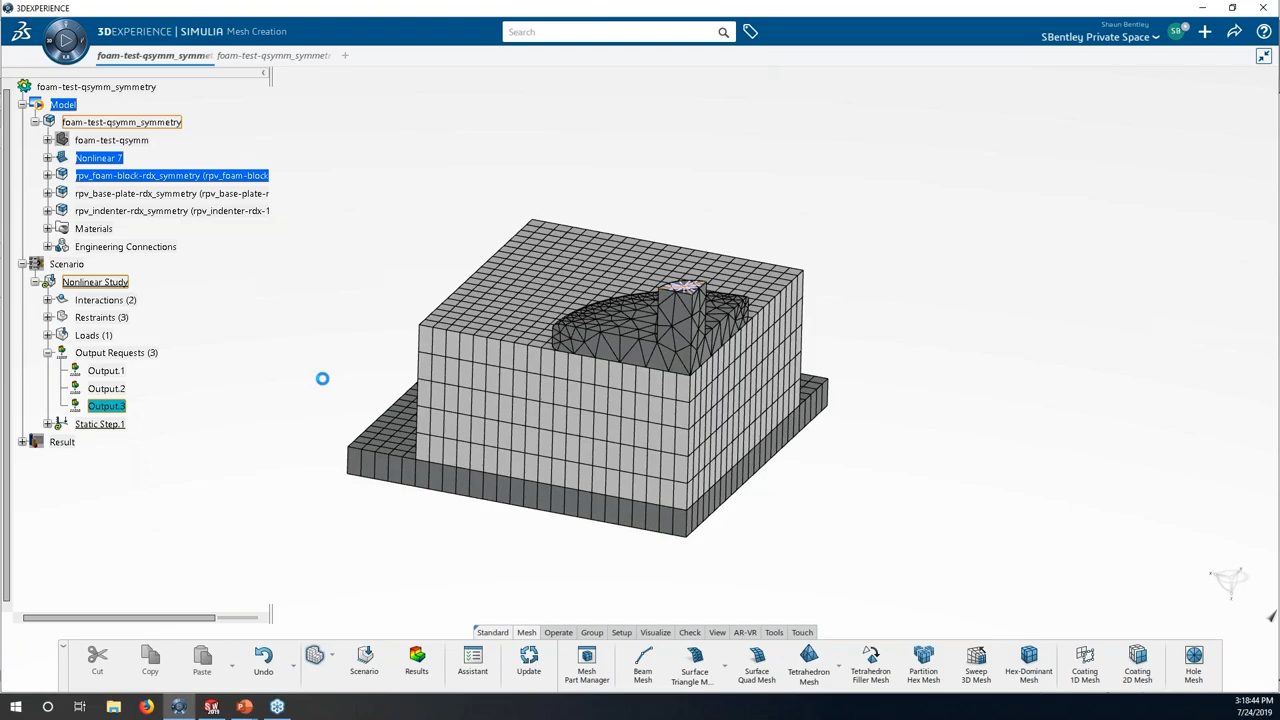 3DEXPERIENCE
3DEXPERIENCE | SIMULIA Mesh Creation
Search
Shaun Bentley
SBentley Private Space
SB
foam-test-qsymm_symme
foam-test-qsymm_symmetr
+
foam-test-qsymm_symmetry
Model
foam-test-qsymm_symmetry
foam-test-qsymm
Nonlinear 7
rpv_foam-block-rdx_symmetry (rpv_foam-block
rpv_base-plate-rdx_symmetry (rpv_base-plate-r
rpv_indenter-rdx_symmetry (rpv_indenter-rdx-1
Materials
Engineering Connections
Scenario
Nonlinear Study
Interactions (2)
Restraints (3)
Loads (1)
Output Requests (3)
Output.1
Output.2
Output.3
Static Step.1
Result
Standard Mesh Operate Group Setup Visualize Check View AR-VR Tools Touch
Cut
Copy
Paste
Undo
Scenario
Results
Assistant
Update
Mesh Part Manager
Beam Mesh
Surface Triangle M...
Surface Quad Mesh
Tetrahedron Mesh
Tetrahedron Filler Mesh
Partition Hex Mesh
Sweep 3D Mesh
Hex-Dominant Mesh
Coating 1D Mesh
Coating 2D Mesh
Hole Mesh
3:18:44 PM
7/24/2019